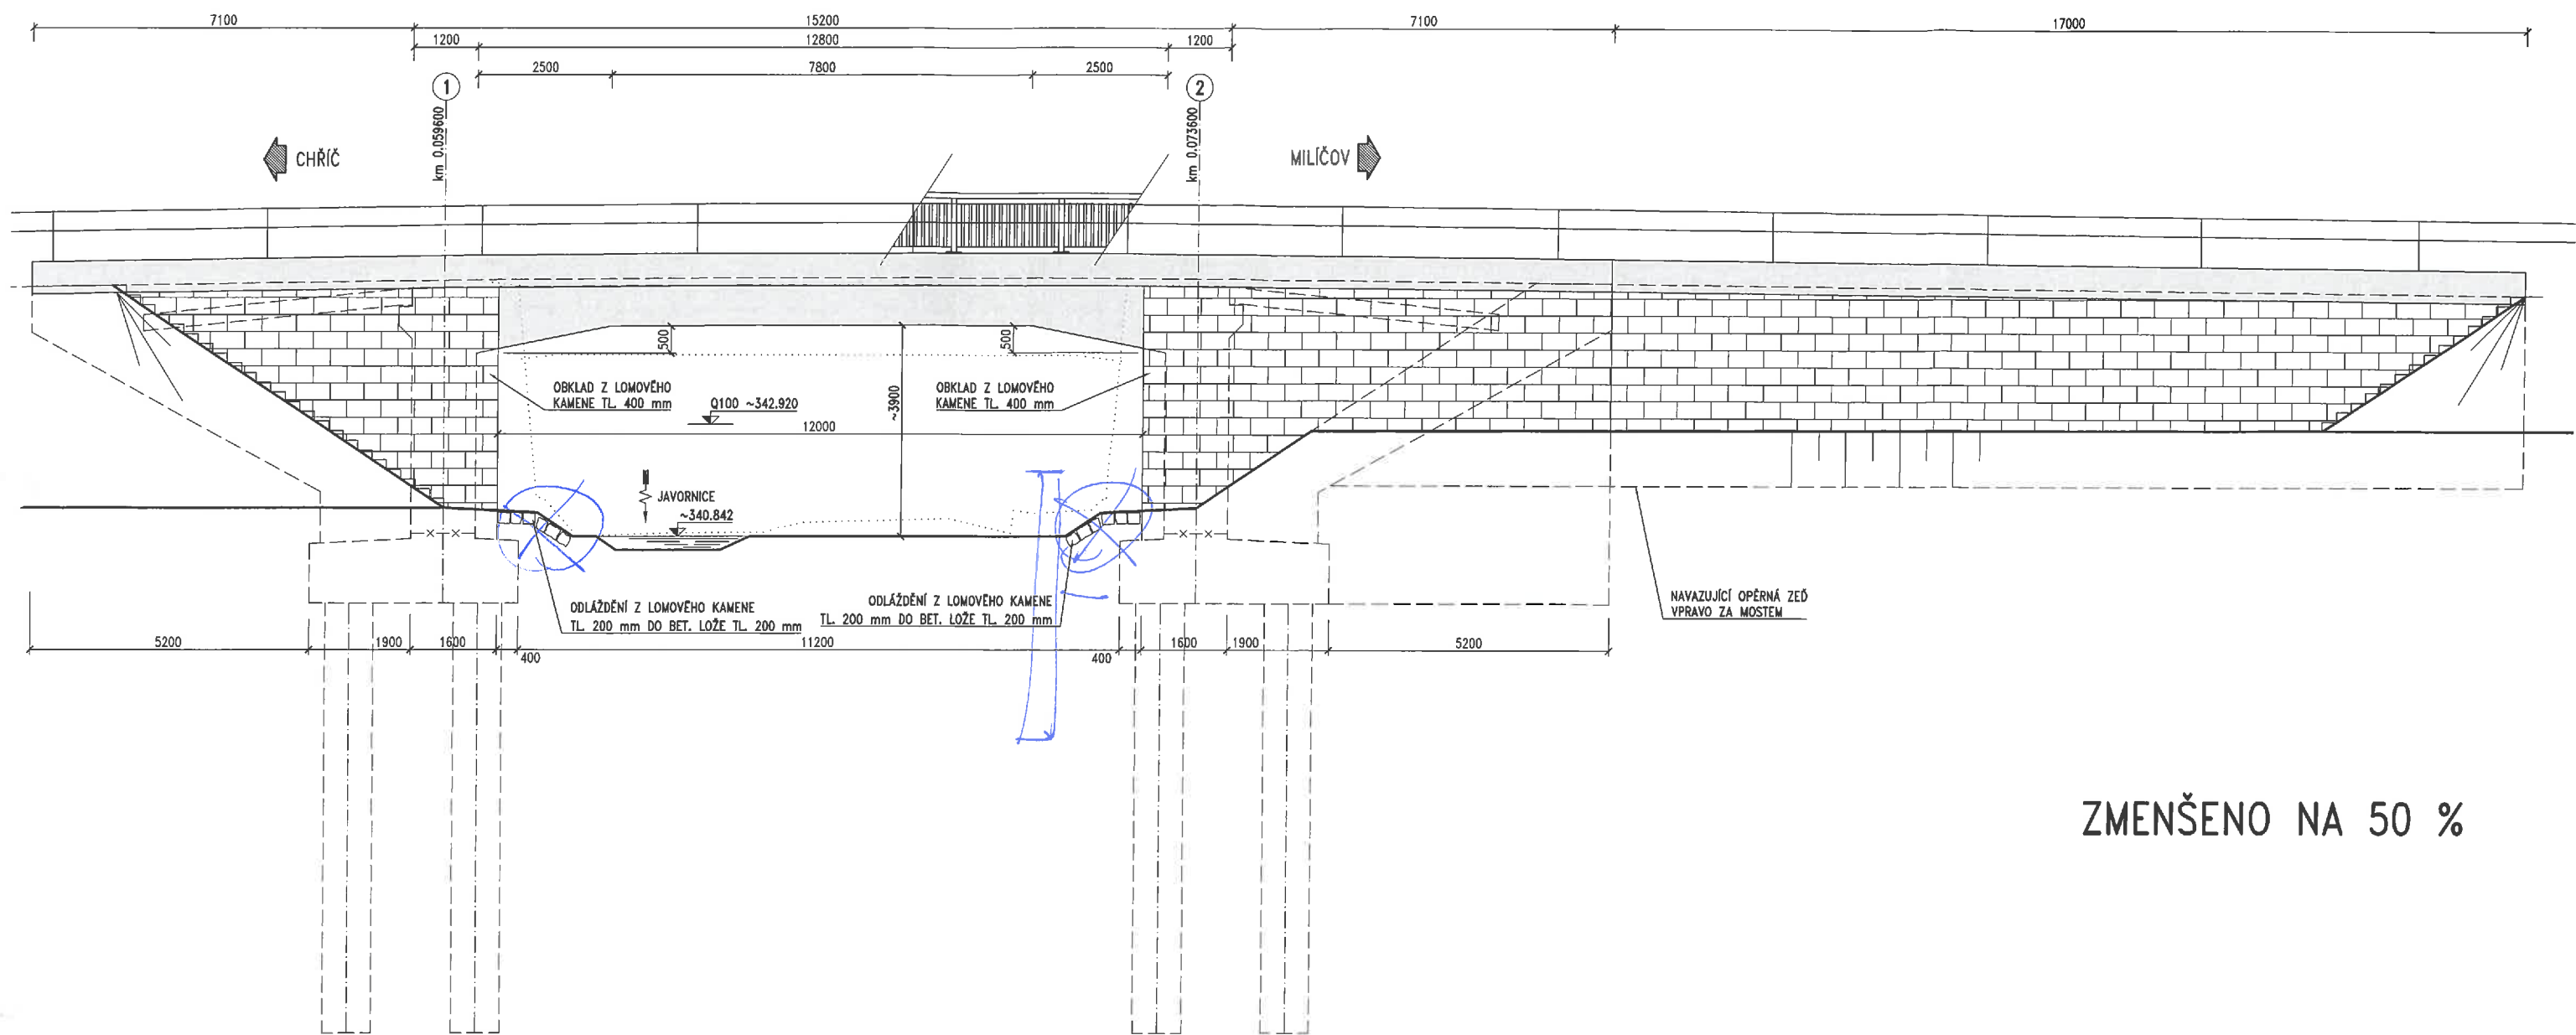 7100 15200 7100 17000
1200 12800 1200
2500 7800 2500
1 2
km 0.059600
km 0.073600
CHŘÍČ
MILÍČOV
500
500
OBKLAD Z LOMOVÉHO
KAMENE TL. 400 mm
OBKLAD Z LOMOVÉHO
KAMENE TL. 400 mm
Q100 ~342.920
~3900
12000
JAVORNICE
~340.842
ODLÁŽDĚNÍ Z LOMOVÉHO KAMENE
TL. 200 mm DO BET. LOŽE TL. 200 mm
ODLÁŽDĚNÍ Z LOMOVÉHO KAMENE
TL. 200 mm DO BET. LOŽE TL. 200 mm
NAVAZUJÍCÍ OPĚRNÁ ZEĎ
VPRAVO ZA MOSTEM
5200 1900 1600 400 11200 400 1600 1900 5200
ZMENŠENO NA 50 %